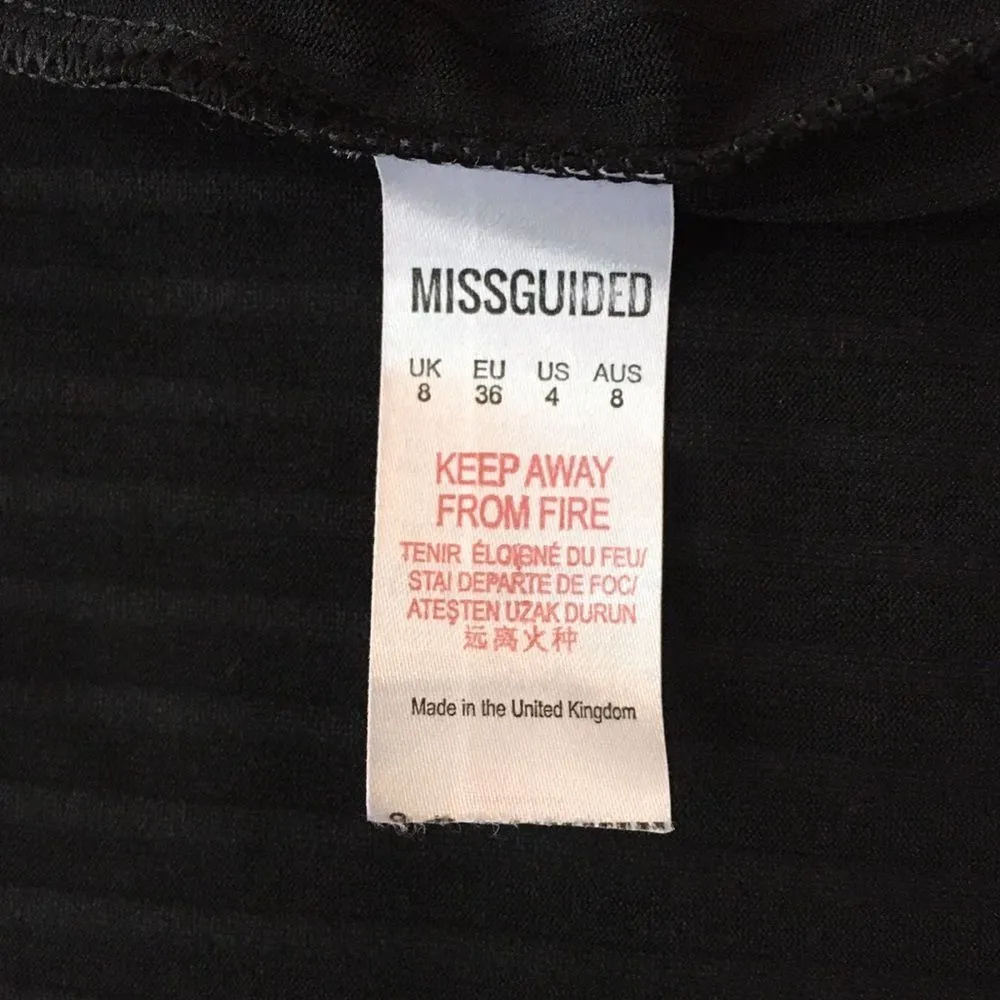 MISSGUIDED
UK EU US AUS
8 36 4 8
KEEP AWAY
FROM FIRE
TENIR ÉLOIGNÉ DU FEU/
STAI DEPARTE DE FOC/
ATEŞTEN UZAK DURUN
远离火种
Made in the United Kingdom